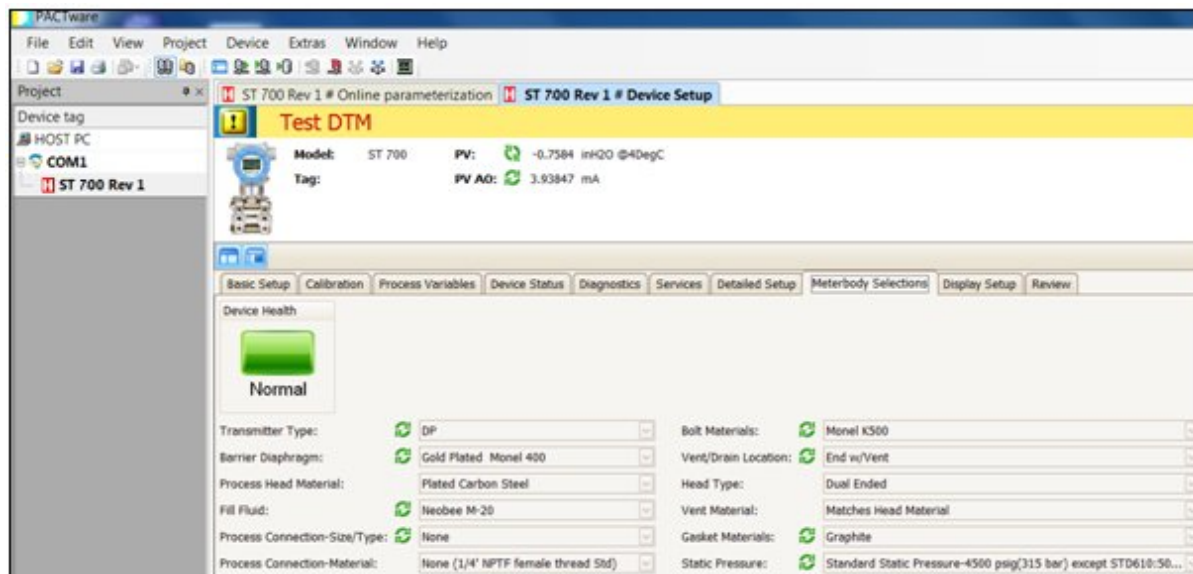 PACTware
File Edit View Project Device Extras Window Help
Project
ST 700 Rev 1 # Online parameterization ST 700 Rev 1 # Device Setup
Device tag
HOST PC
COM1
ST 700 Rev 1
Test DTM
Model: ST 700 PV: -0.7584 inH2O @4DegC
Tag: PV AO: 3.93847 mA
Basic Setup Calibration Process Variables Device Status Diagnostics Services Detailed Setup Meterbody Selections Display Setup Review
Device Health
Normal
Transmitter Type: DP Bolt Materials: Monel K500
Barrier Diaphragm: Gold Plated Monel 400 Vent/Drain Location: End w/Vent
Process Head Material: Plated Carbon Steel Head Type: Dual Ended
Fill Fluid: Neobee M-20 Vent Material: Matches Head Material
Process Connection-Size/Type: None Gasket Materials: Graphite
Process Connection-Material: None (1/4' NPTF female thread Std) Static Pressure: Standard Static Pressure-4500 psig(315 bar) except STD610:50...